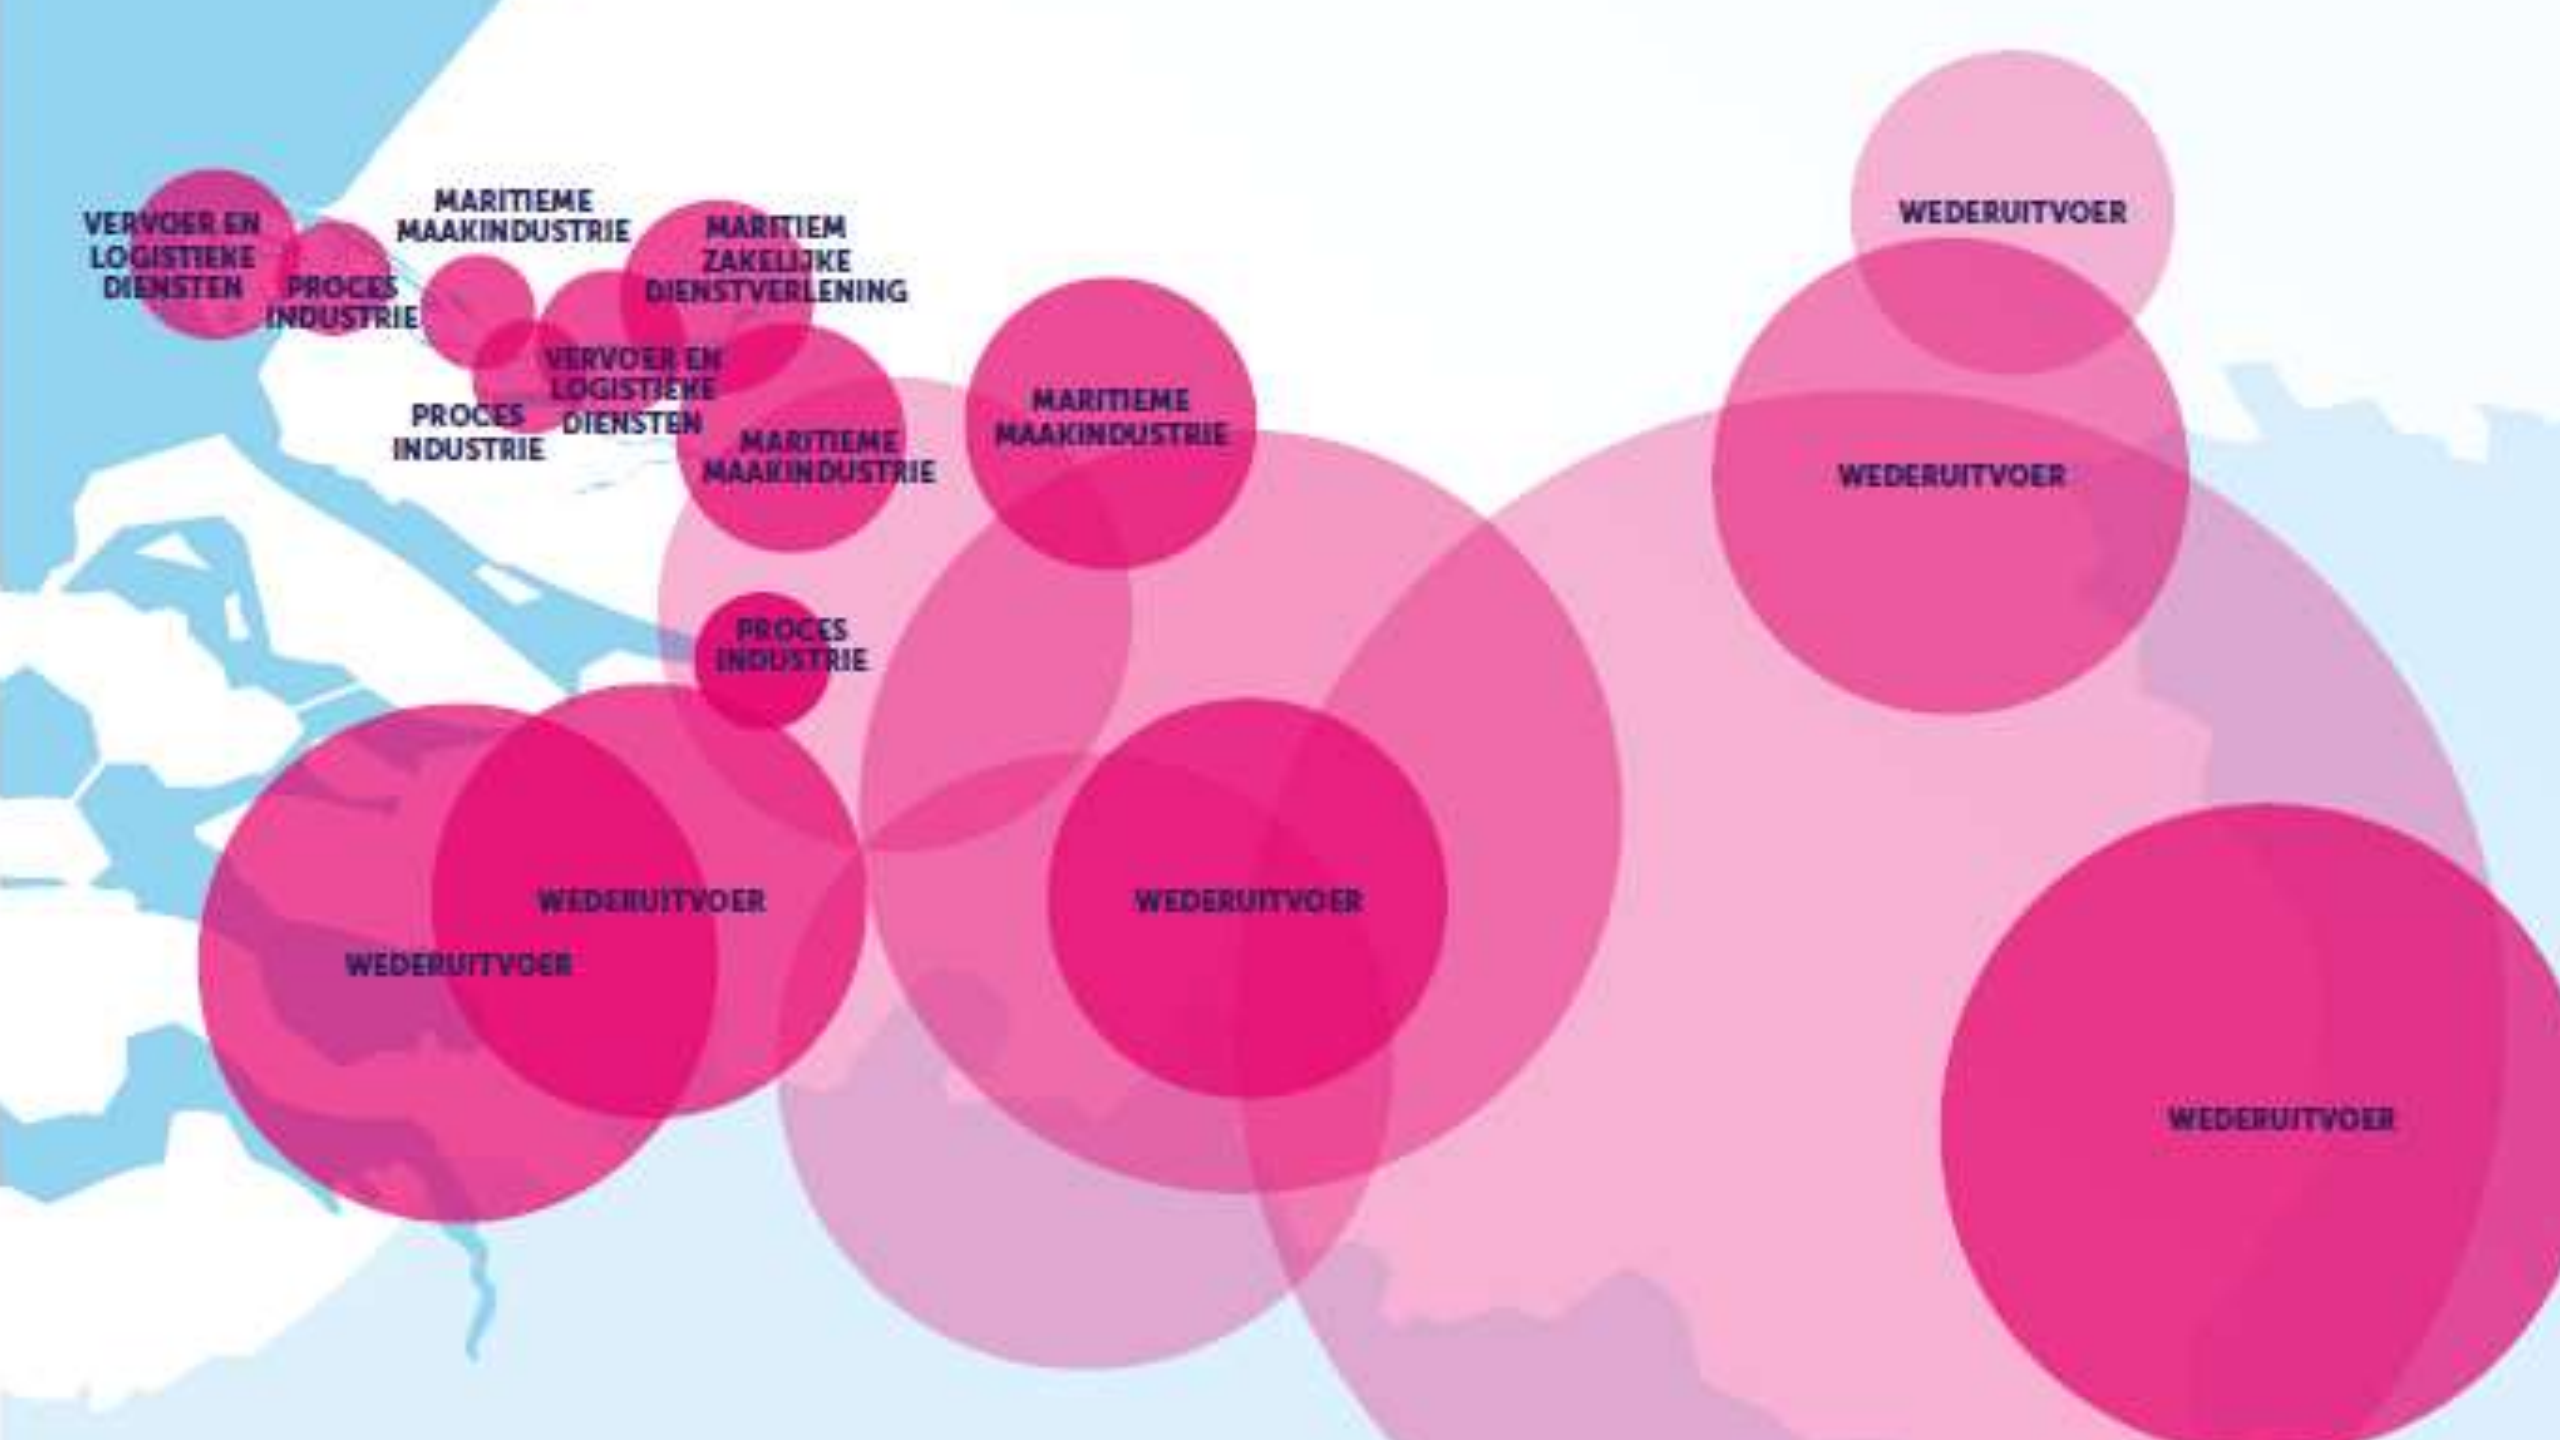 VERVOER EN
LOGISTIEKE
DIENSTEN
PROCES
INDUSTRIE
MARITIEME
MAAKINDUSTRIE
MARITIEM
ZAKELIJKE
DIENSTVERLENING
VERVOER EN
LOGISTIEKE
DIENSTEN
PROCES
INDUSTRIE
MARITIEME
MAAKINDUSTRIE
MARITIEME
MAAKINDUSTRIE
PROCES
INDUSTRIE
WEDERUITVOER
WEDERUITVOER
WEDERUITVOER
WEDERUITVOER
WEDERUITVOER
WEDERUITVOER